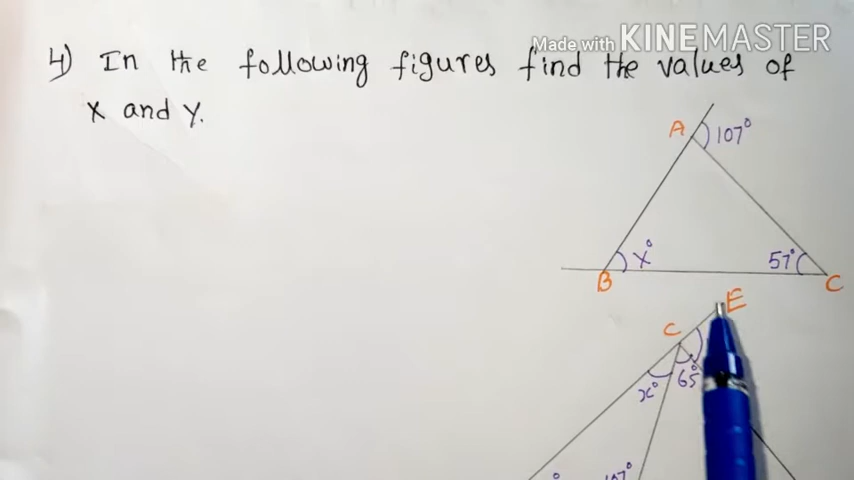 Made with KINEMASTER
4) In the following figures find the values of
x and y.
A
107°
x°
57°
B
C
E
C
x°
65°